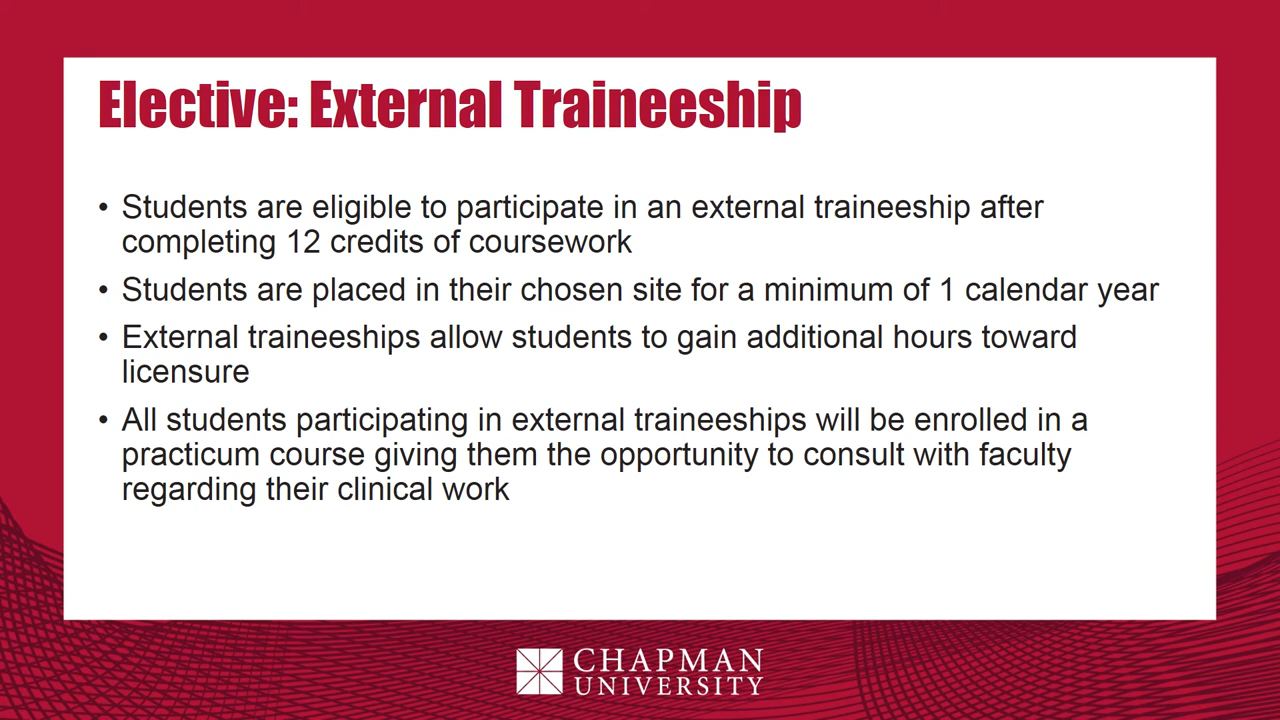 Elective: External Traineeship
• Students are eligible to participate in an external traineeship after
completing 12 credits of coursework
• Students are placed in their chosen site for a minimum of 1 calendar year
• External traineeships allow students to gain additional hours toward
licensure
• All students participating in external traineeships will be enrolled in a
practicum course giving them the opportunity to consult with faculty
regarding their clinical work
CHAPMAN
UNIVERSITY